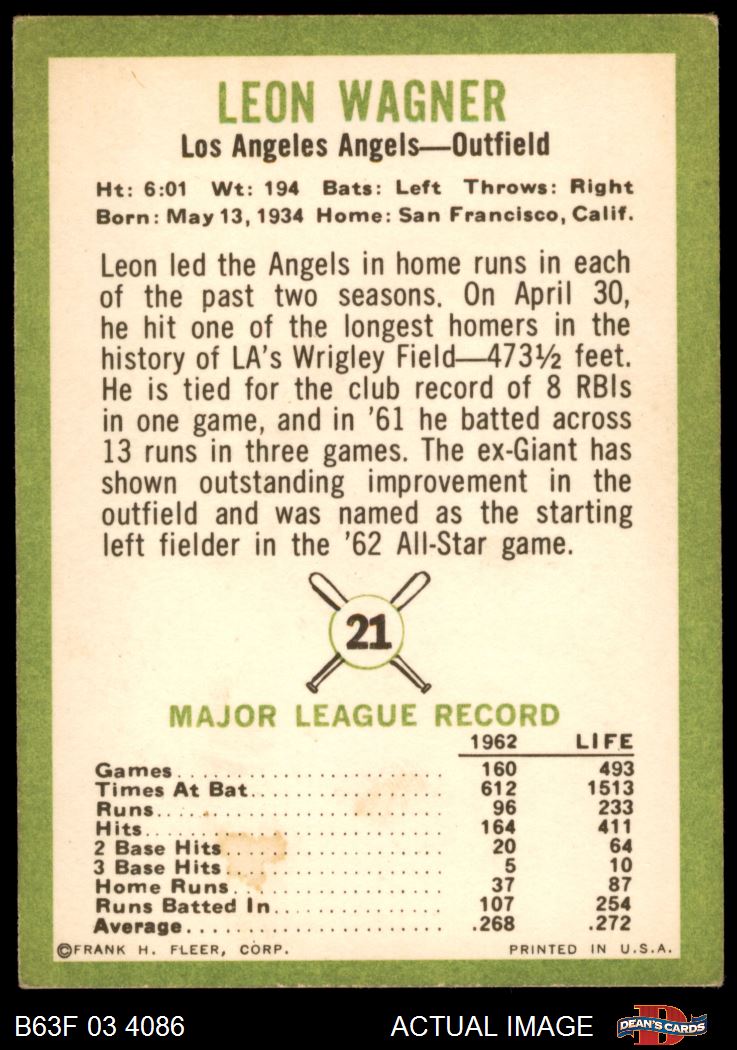 LEON WAGNER
Los Angeles Angels—Outfield
Ht: 6:01 Wt: 194 Bats: Left Throws: Right
Born: May 13, 1934 Home: San Francisco, Calif.
Leon led the Angels in home runs in each
of the past two seasons. On April 30,
he hit one of the longest homers in the
history of LA's Wrigley Field—473½ feet.
He is tied for the club record of 8 RBIs
in one game, and in '61 he batted across
13 runs in three games. The ex-Giant has
shown outstanding improvement in the
outfield and was named as the starting
left fielder in the '62 All-Star game.
21
MAJOR LEAGUE RECORD
1962 LIFE
Games 160 493
Times At Bat 612 1513
Runs 96 233
Hits 164 411
2 Base Hits 20 64
3 Base Hits 5 10
Home Runs 37 87
Runs Batted In 107 254
Average .268 .272
©FRANK H. FLEER, CORP. PRINTED IN U.S.A.
B63F 03 4086 ACTUAL IMAGE D DEAN'S CARDS